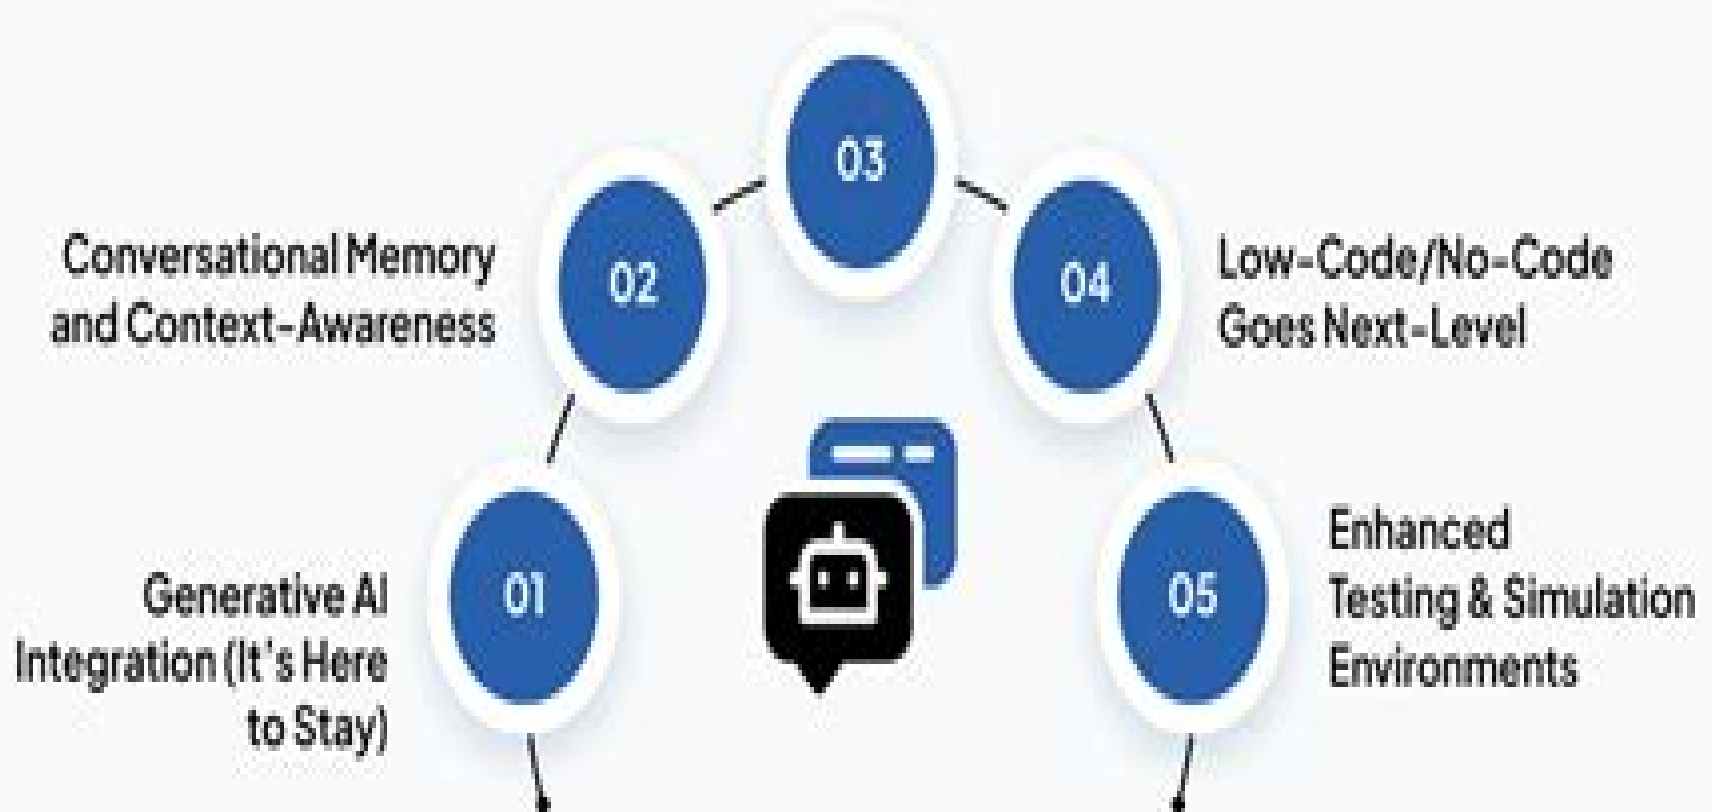 03
02
Conversational Memory
and Context-Awareness
04
Low-Code/No-Code
Goes Next-Level
01
Generative AI
Integration (It's Here
to Stay)
05
Enhanced
Testing & Simulation
Environments